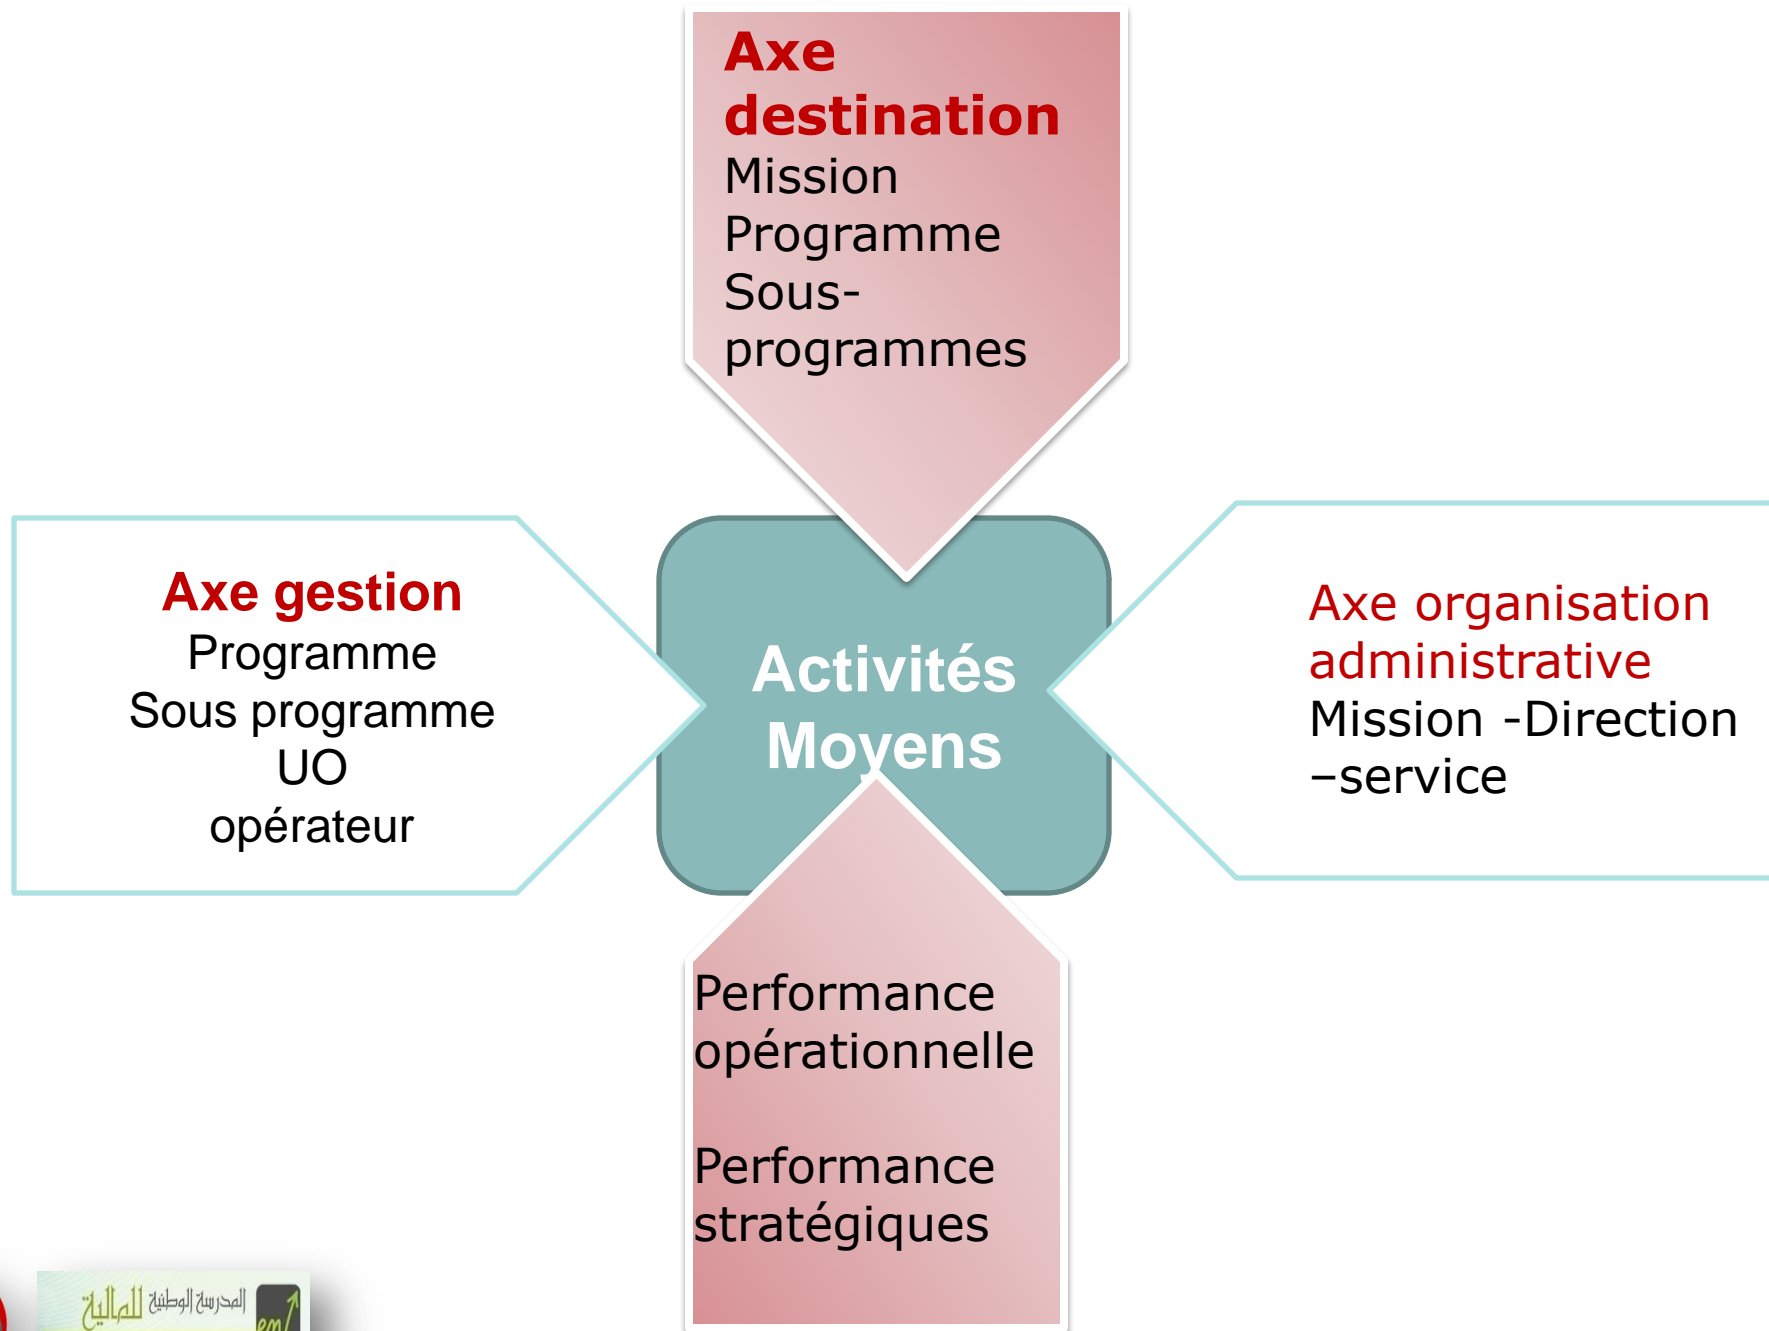 Axe
destination
Mission
Programme
Sous-
programmes
Axe gestion
Programme
Sous programme
UO
opérateur
Activités
Moyens
Axe organisation
administrative
Mission -Direction
–service
Performance
opérationnelle
Performance
stratégiques
المدرسة الوطنية للمالية